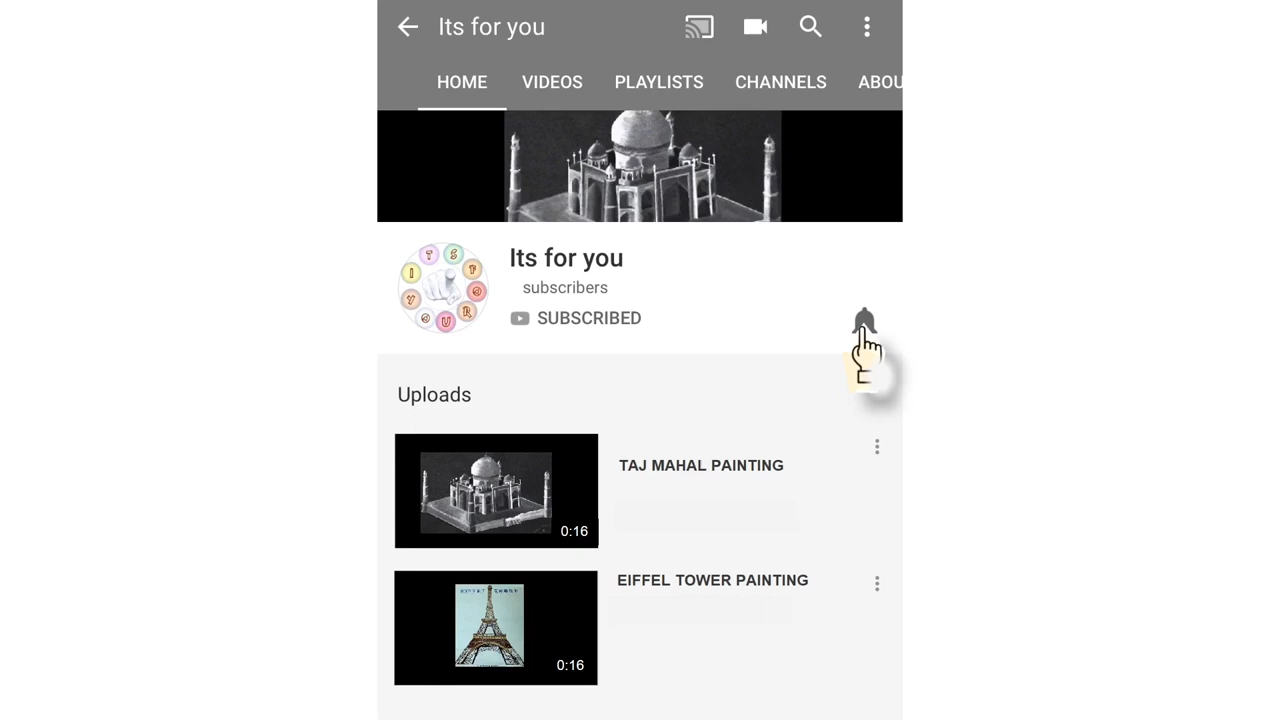 Its for you
HOME VIDEOS PLAYLISTS CHANNELS ABOU
Its for you
subscribers
SUBSCRIBED
I T S F @ R U @ Y
Uploads
TAJ MAHAL PAINTING
0:16
EIFFEL TOWER PAINTING
0:16